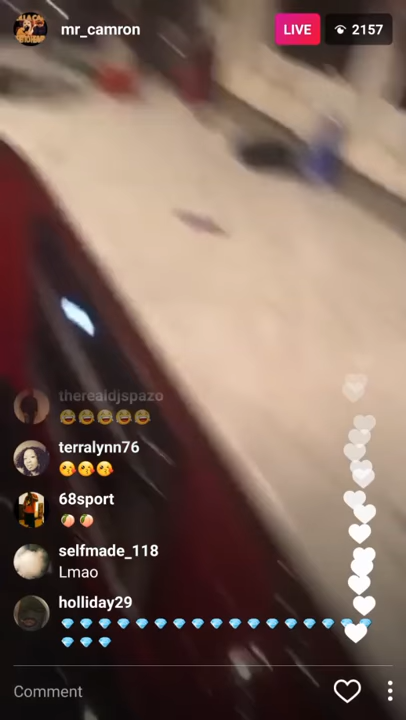 mr_camron
LIVE
2157
therealdjspazo
😂😂😂😂😂
terralynn76
😘😘😘
68sport
🍑🍑
selfmade_118
Lmao
holliday29
💎💎💎💎💎💎💎💎💎💎💎💎💎💎💎💎💎
💎💎💎
Comment